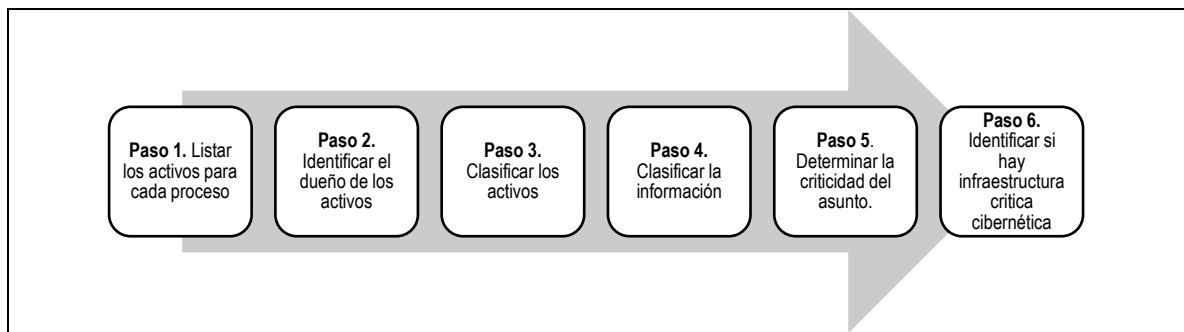 Paso 1. Listar
los activos para
cada proceso
Paso 2.
Identificar el
dueño de los
activos
Paso 3.
Clasificar los
activos
Paso 4.
Clasificar la
información
Paso 5.
Determinar la
criticidad del
asunto.
Paso 6.
Identificar si
hay
infraestructura
critica
cibernética